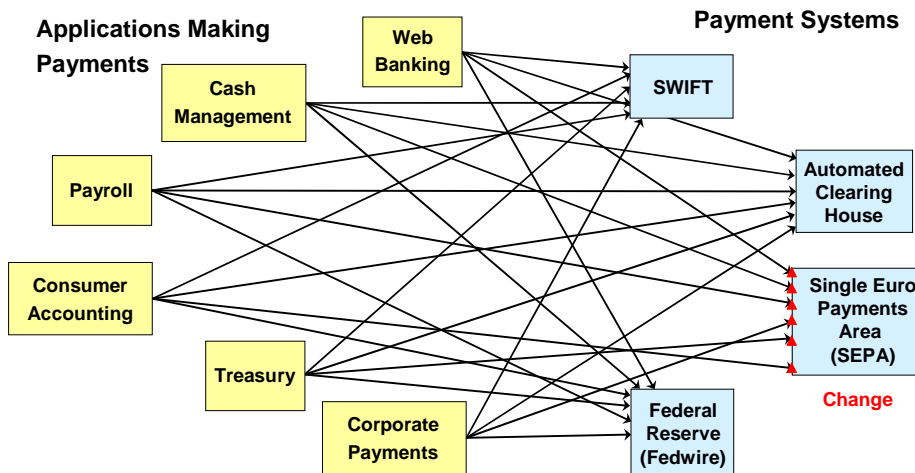 Applications Making
Payments
Payment Systems
Web
Banking
SWIFT
Cash
Management
Automated
Clearing
House
Payroll
Consumer
Accounting
Single Euro
Payments
Area
(SEPA)
Treasury
Change
Corporate
Payments
Federal
Reserve
(Fedwire)